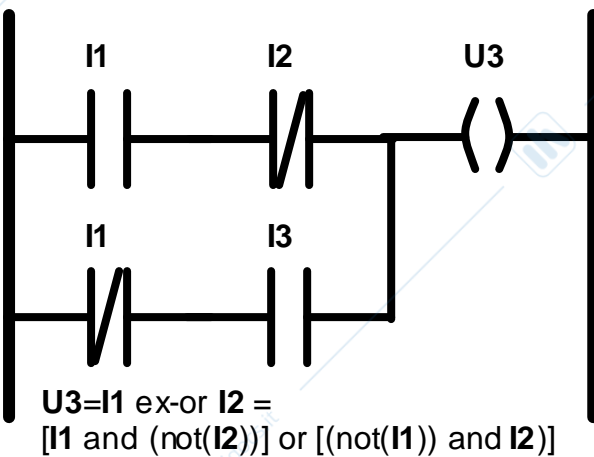 I1 I2 U3
I1 I3
U3=I1 ex-or I2 =
[I1 and (not(I2))] or [(not(I1)) and I2)]